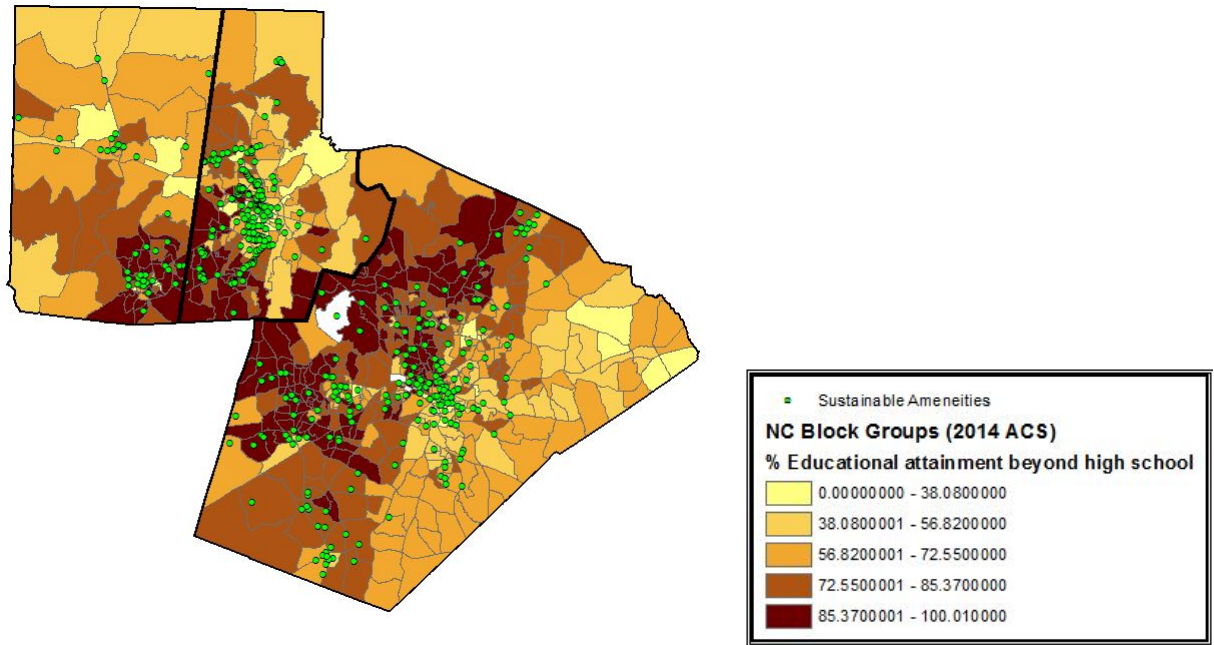 Sustainable Ameneities
NC Block Groups (2014 ACS)
% Educational attainment beyond high school
0.00000000 - 38.0800000
38.0800001 - 56.8200000
56.8200001 - 72.5500000
72.5500001 - 85.3700000
85.3700001 - 100.010000